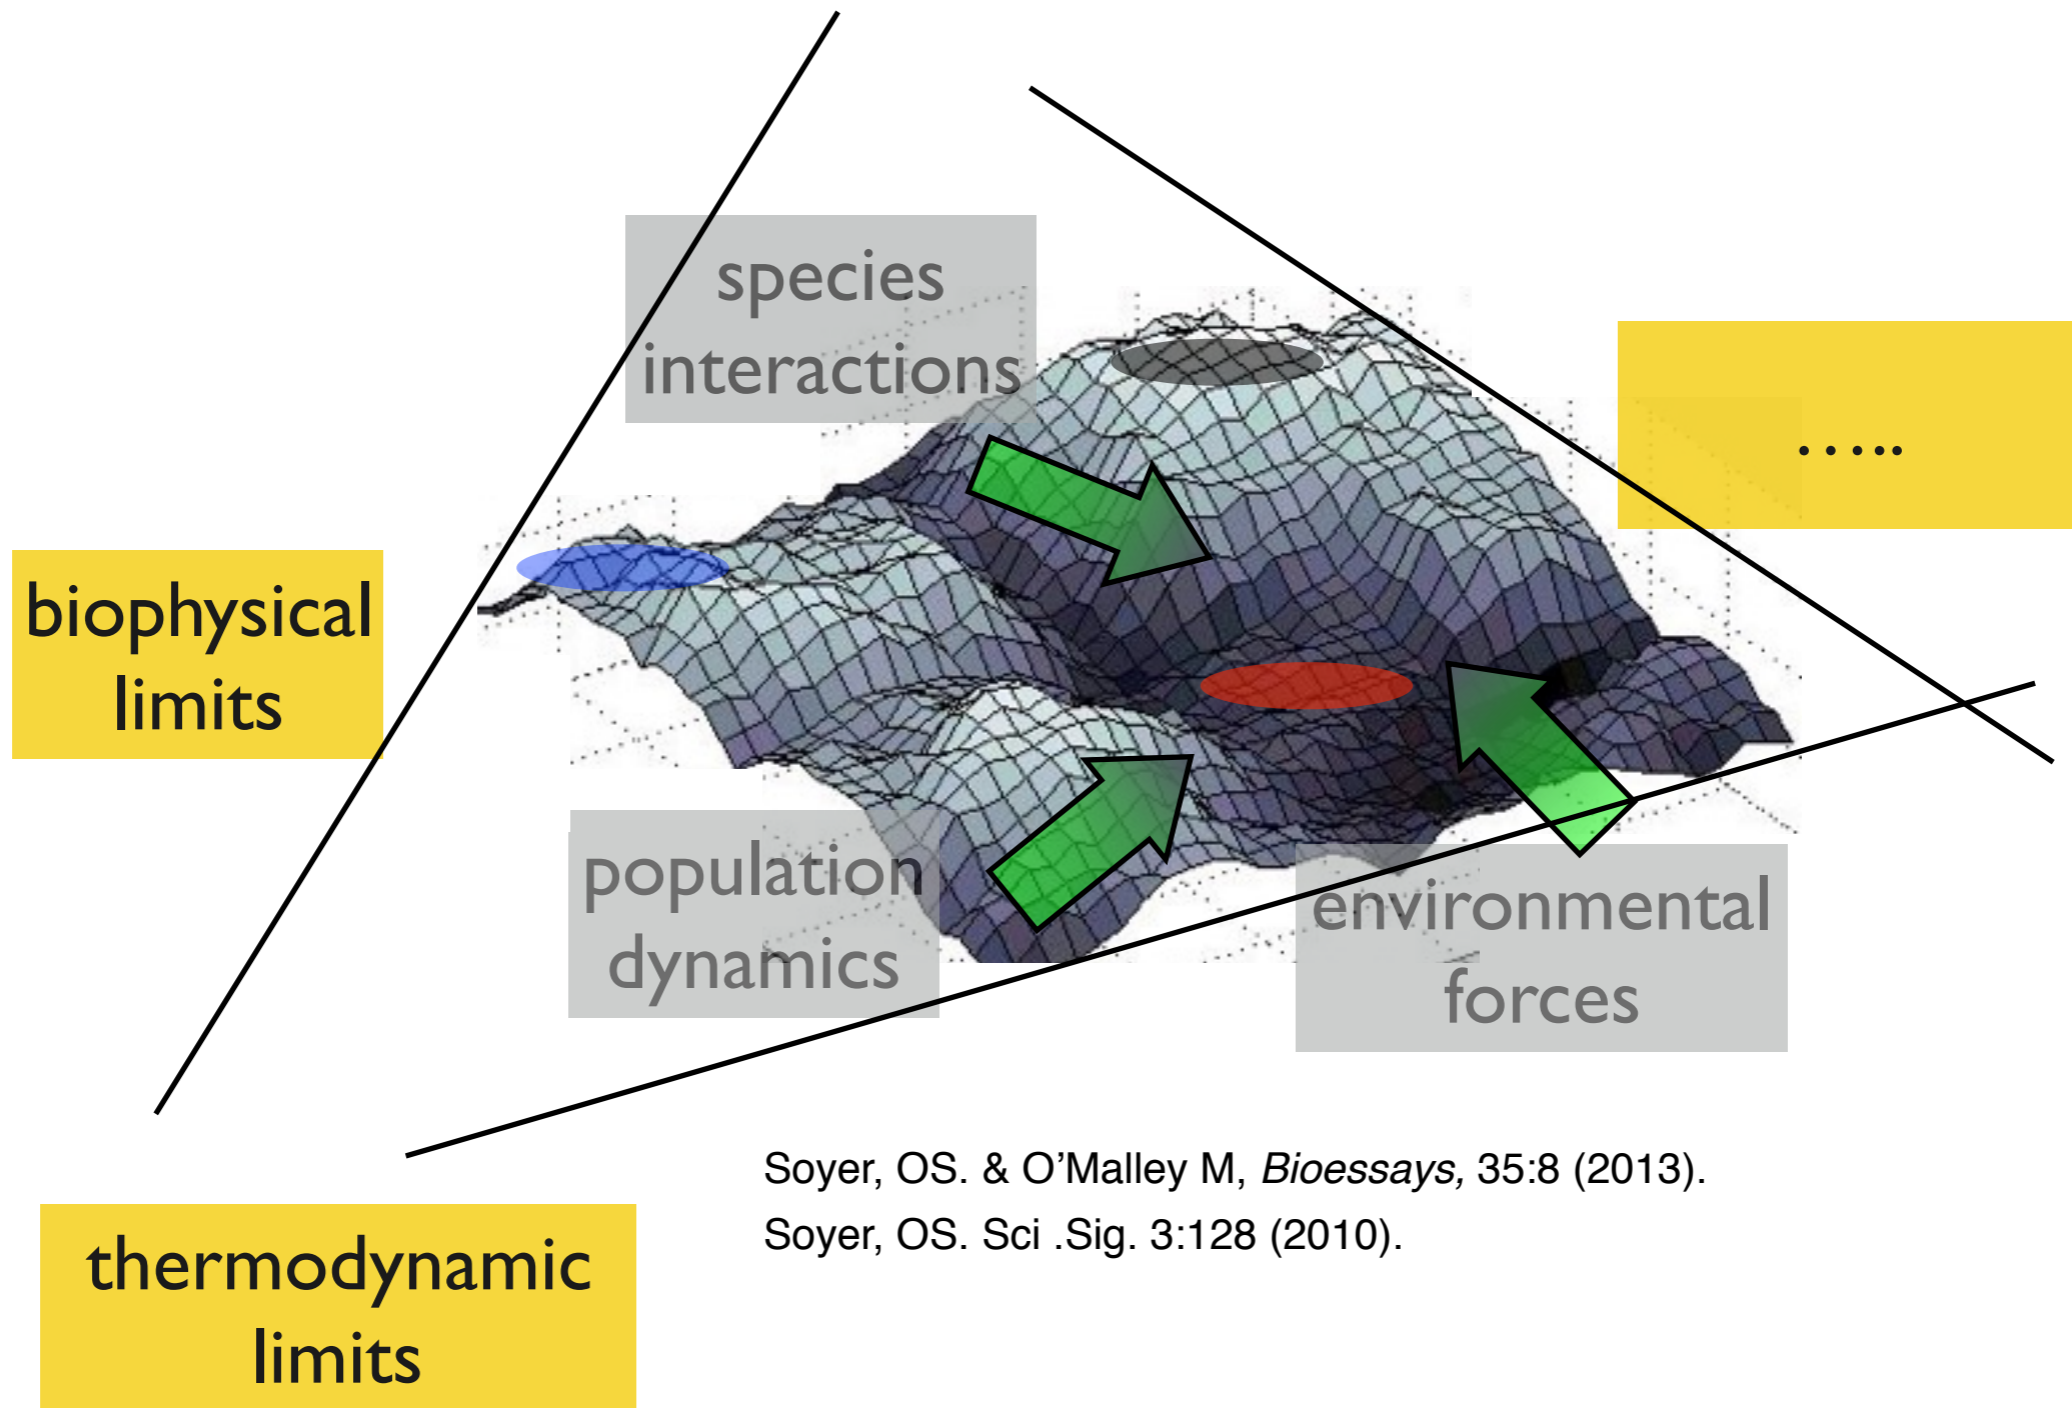 species
interactions
.....
biophysical
limits
population
dynamics
environmental
forces
Soyer, OS. & O’Malley M, Bioessays, 35:8 (2013).
Soyer, OS. Sci .Sig. 3:128 (2010).
thermodynamic
limits